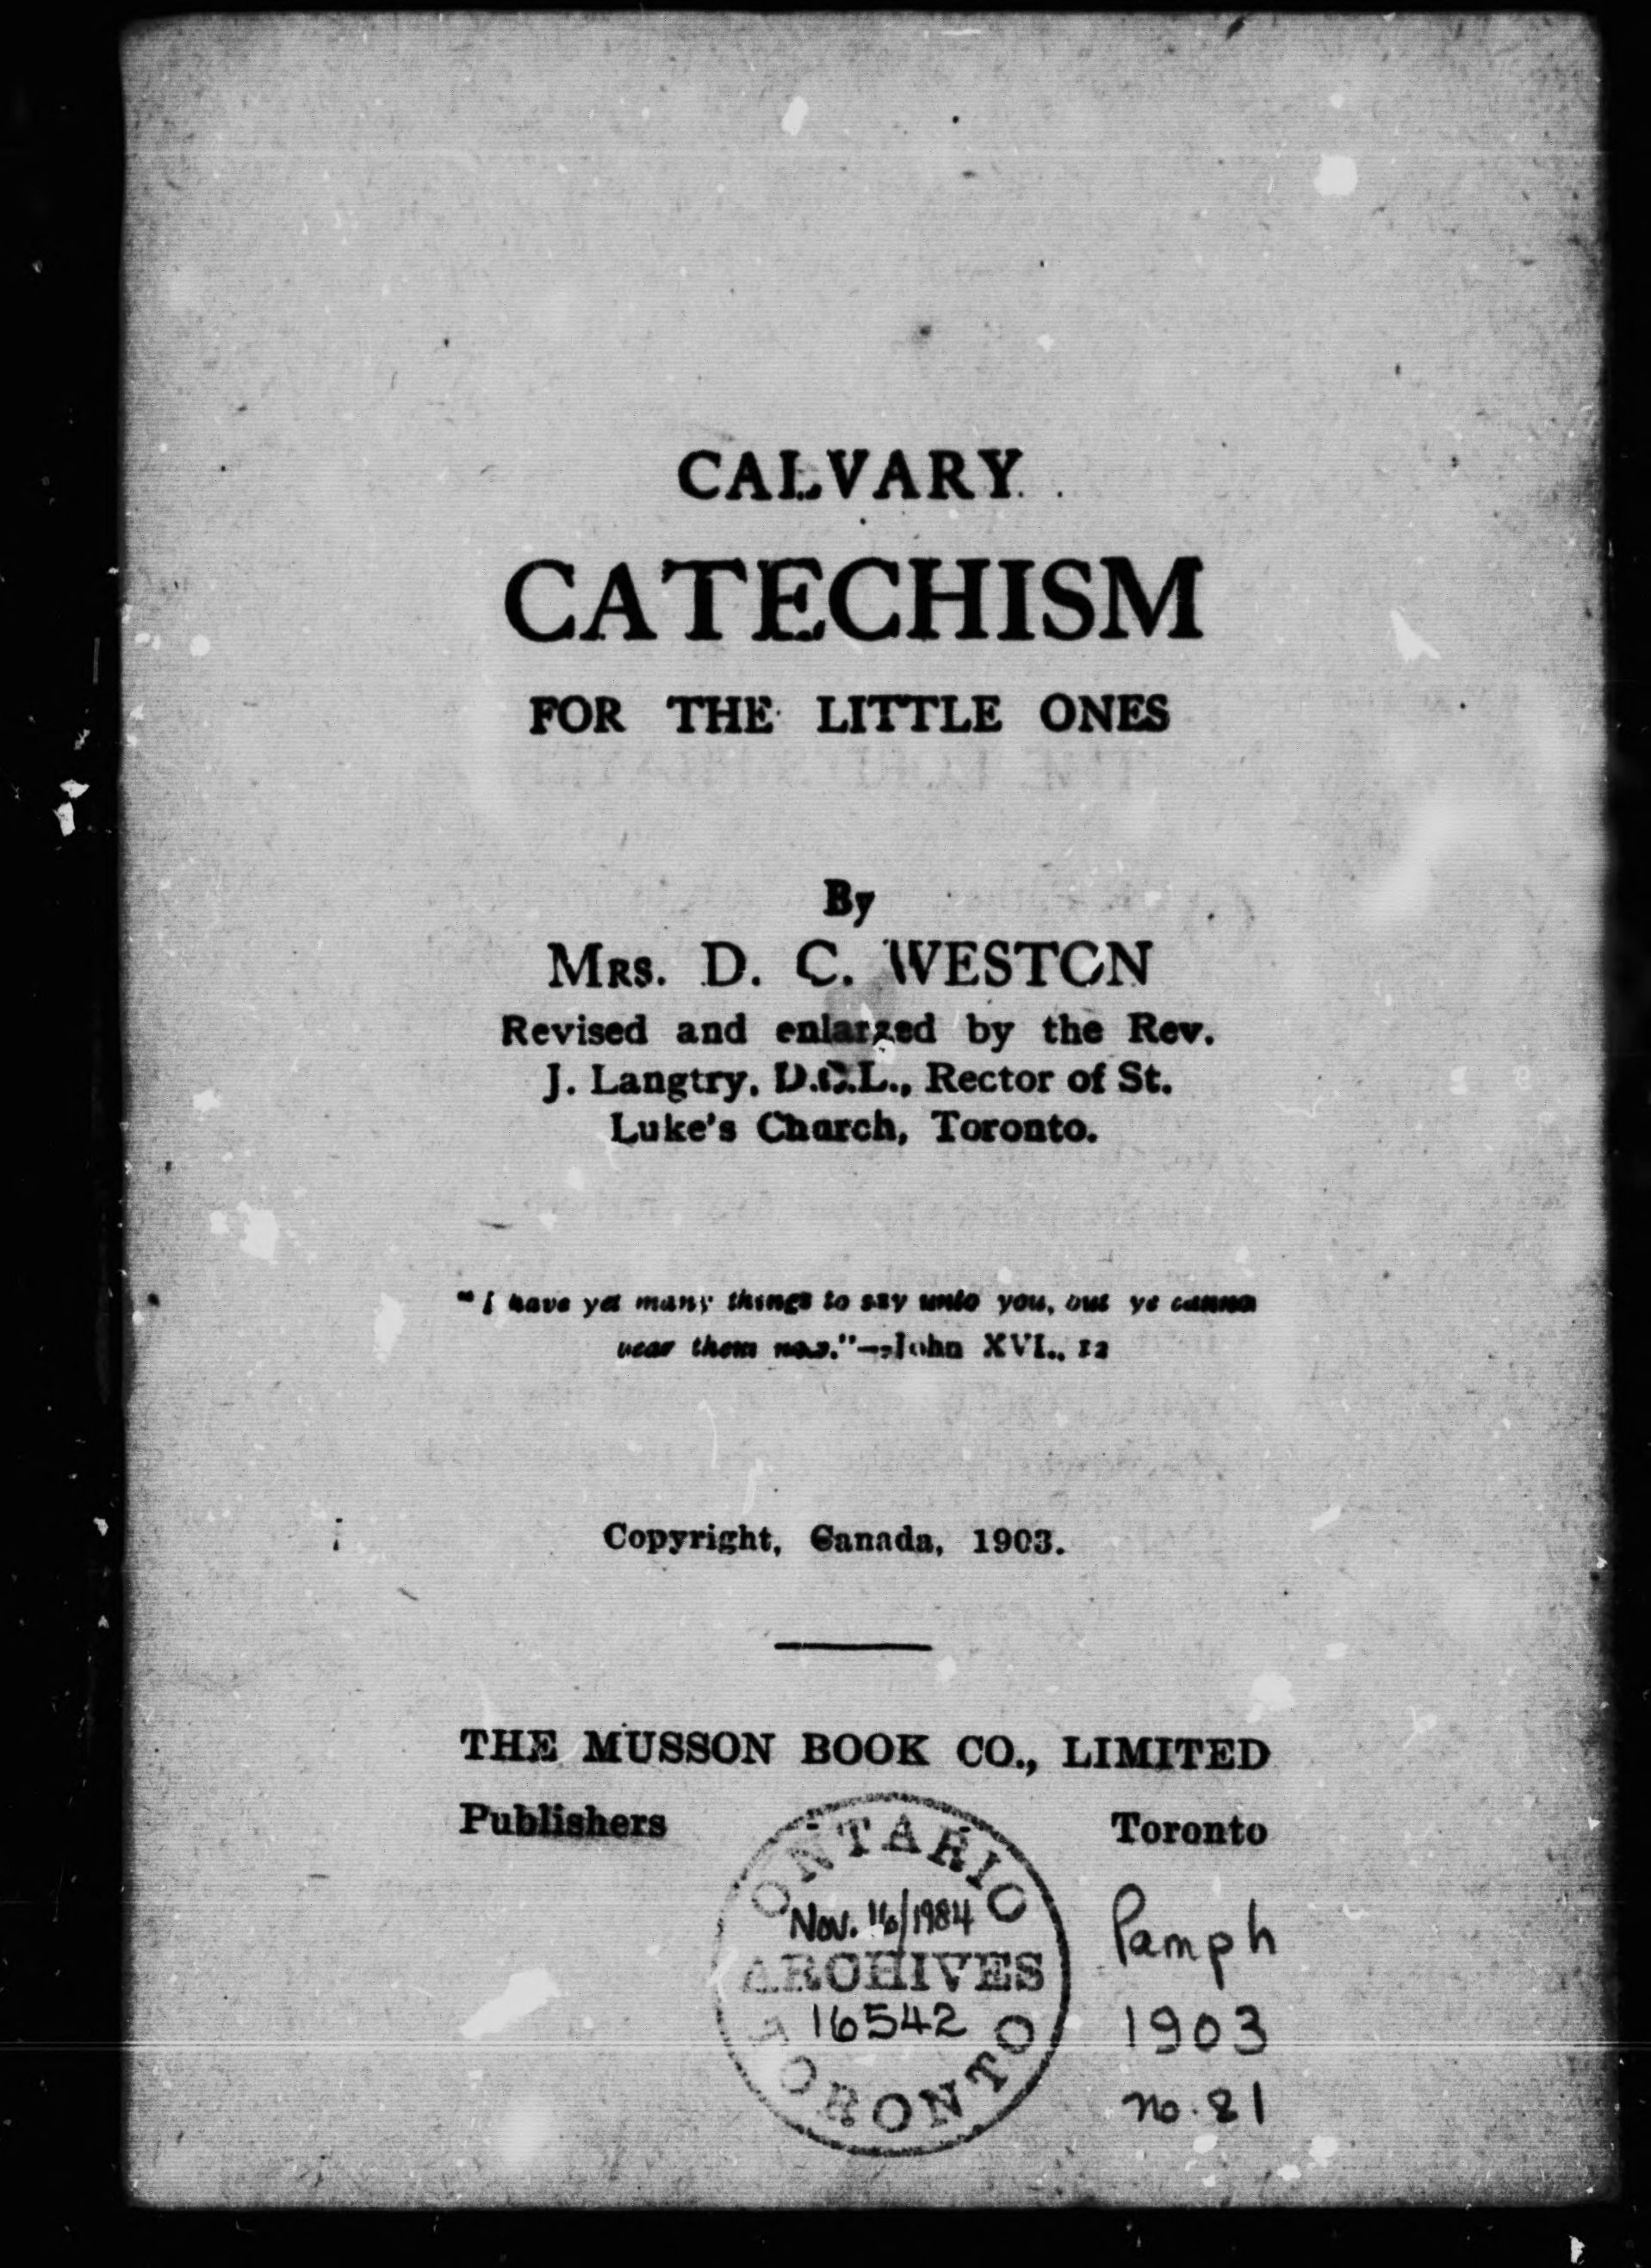 CALVARY
CATECHISM
FOR THE LITTLE ONES
By
MRS. D. C. WESTON
Revised and enlarged by the Rev.
J. Langtry, D.C.L., Rector of St.
Luke's Church, Toronto.
"I have yet many things to say unto you, but ye cannot
bear them now."—John XVI., 12
Copyright, Canada, 1903.
THE MUSSON BOOK CO., LIMITED
Publishers Toronto
ONTARIO
Nov. 16/1984
ARCHIVES
16542
TORONTO
Pamph
1903
no. 81